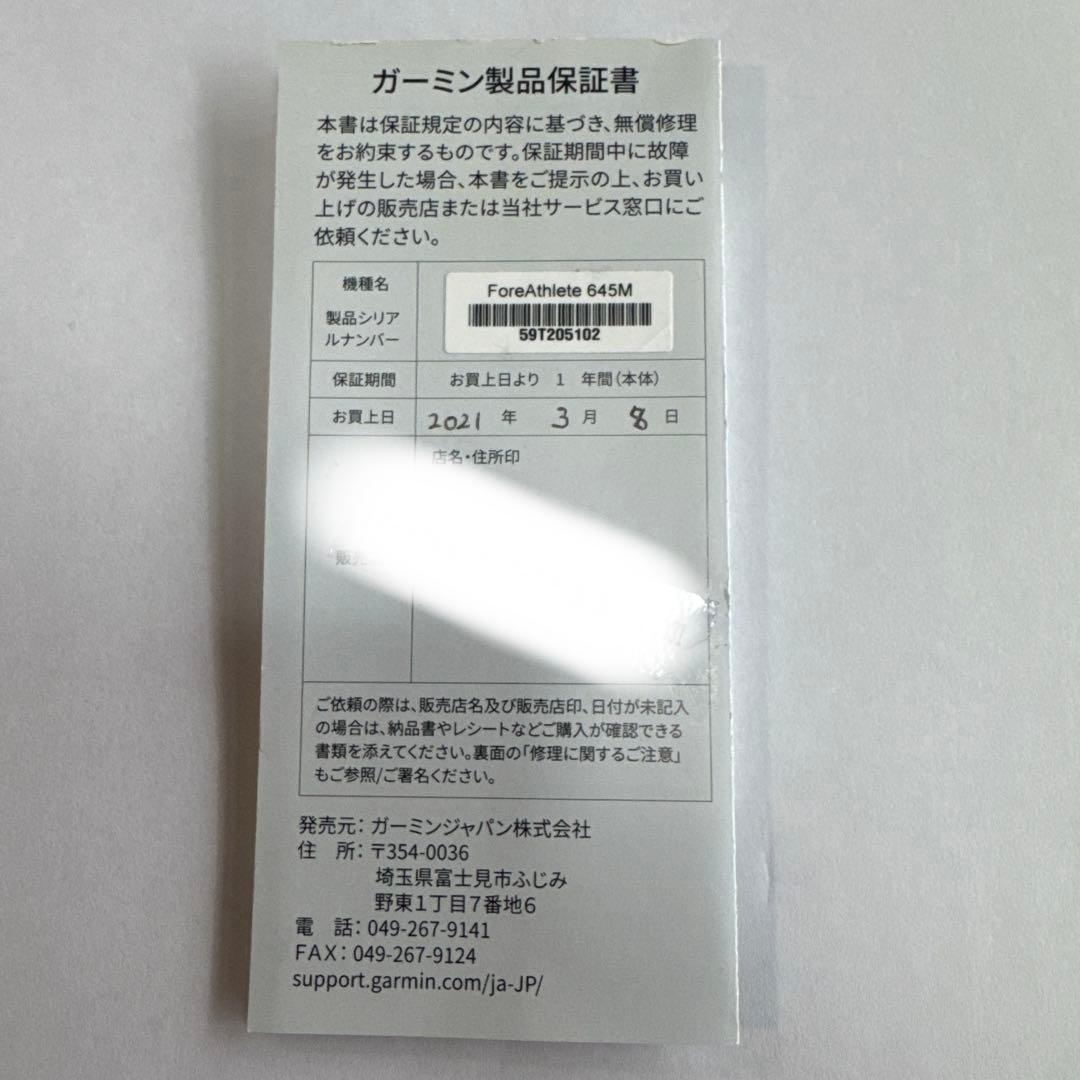 ガーミン製品保証書
本書は保証規定の内容に基づき、無償修理
をお約束するものです。保証期間中に故障
が発生した場合、本書をご提示の上、お買い
上げの販売店または当社サービス窓口にご
依頼ください。
機種名
ForeAthlete 645M
製品シリア
ルナンバー
59T205102
保証期間
お買上日より 1 年間(本体)
お買上日
2021 年 3 月 8 日
店名・住所印
販売
ご依頼の際は、販売店名及び販売店印、日付が未記入
の場合は、納品書やレシートなどご購入が確認できる
書類を添えてください。裏面の「修理に関するご注意」
もご参照/ご署名ください。
発売元: ガーミンジャパン株式会社
住 所: 〒354-0036
埼玉県富士見市ふじみ
野東1丁目7番地6
電 話: 049-267-9141
FAX: 049-267-9124
support.garmin.com/ja-JP/